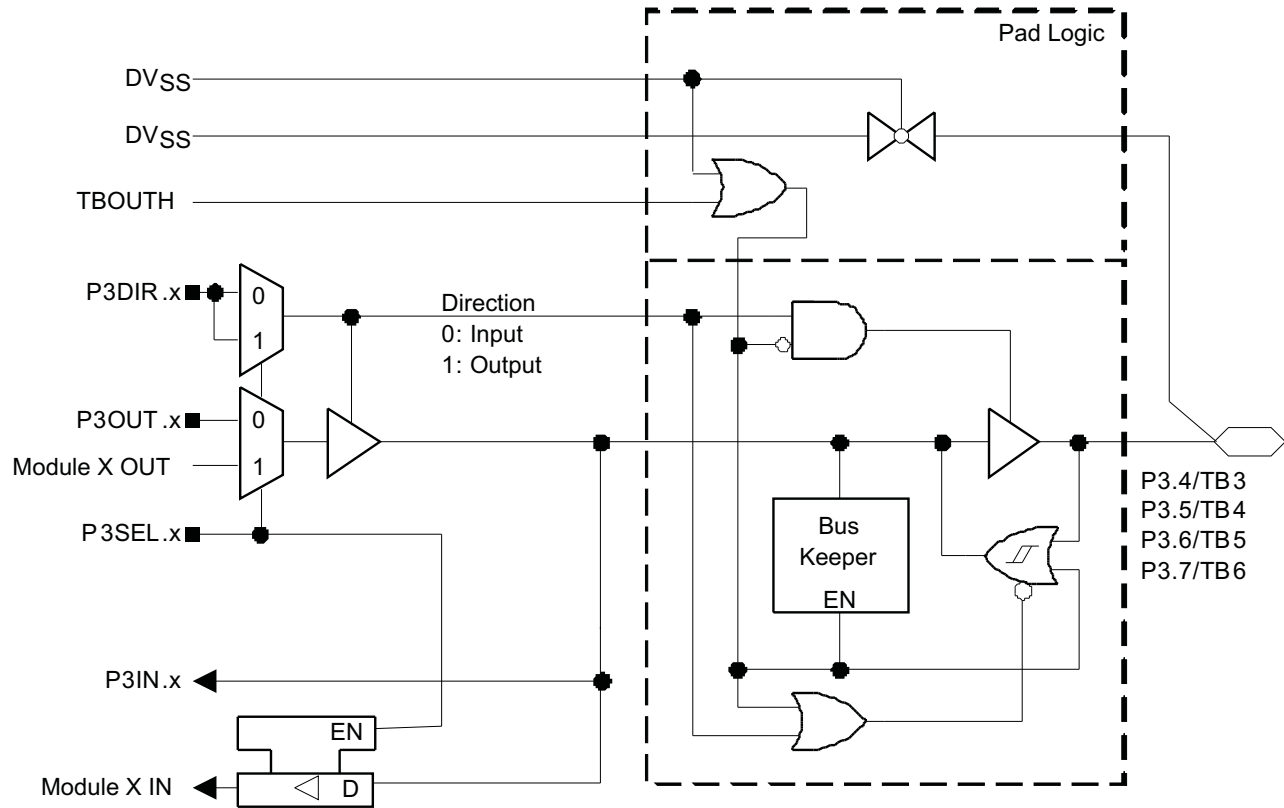 Pad Logic
DVSS
DVSS
TBOUTH
P3DIR.x
0
1
Direction
0: Input
1: Output
P3OUT.x
0
Module X OUT
1
P3SEL.x
Bus
Keeper
EN
P3.4/TB3
P3.5/TB4
P3.6/TB5
P3.7/TB6
P3IN.x
EN
Module X IN
D